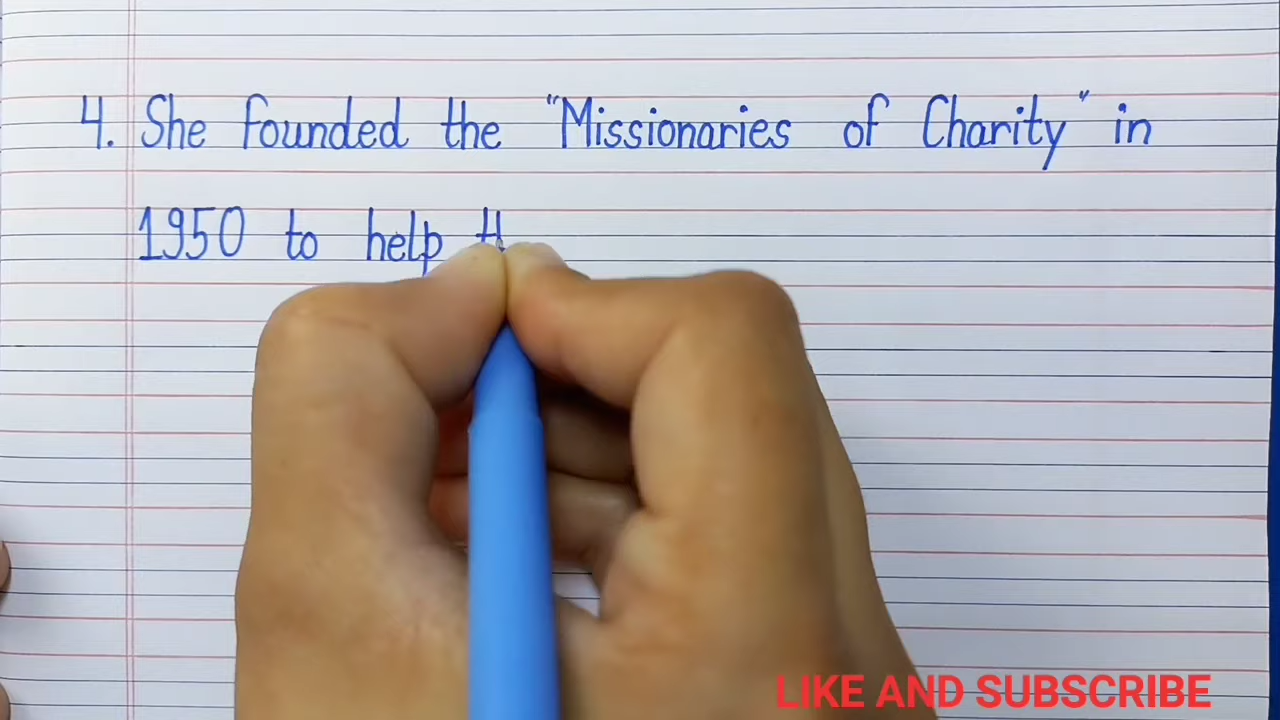 4. She founded the "Missionaries of Charity" in
1950 to help
LIKE AND SUBSCRIBE